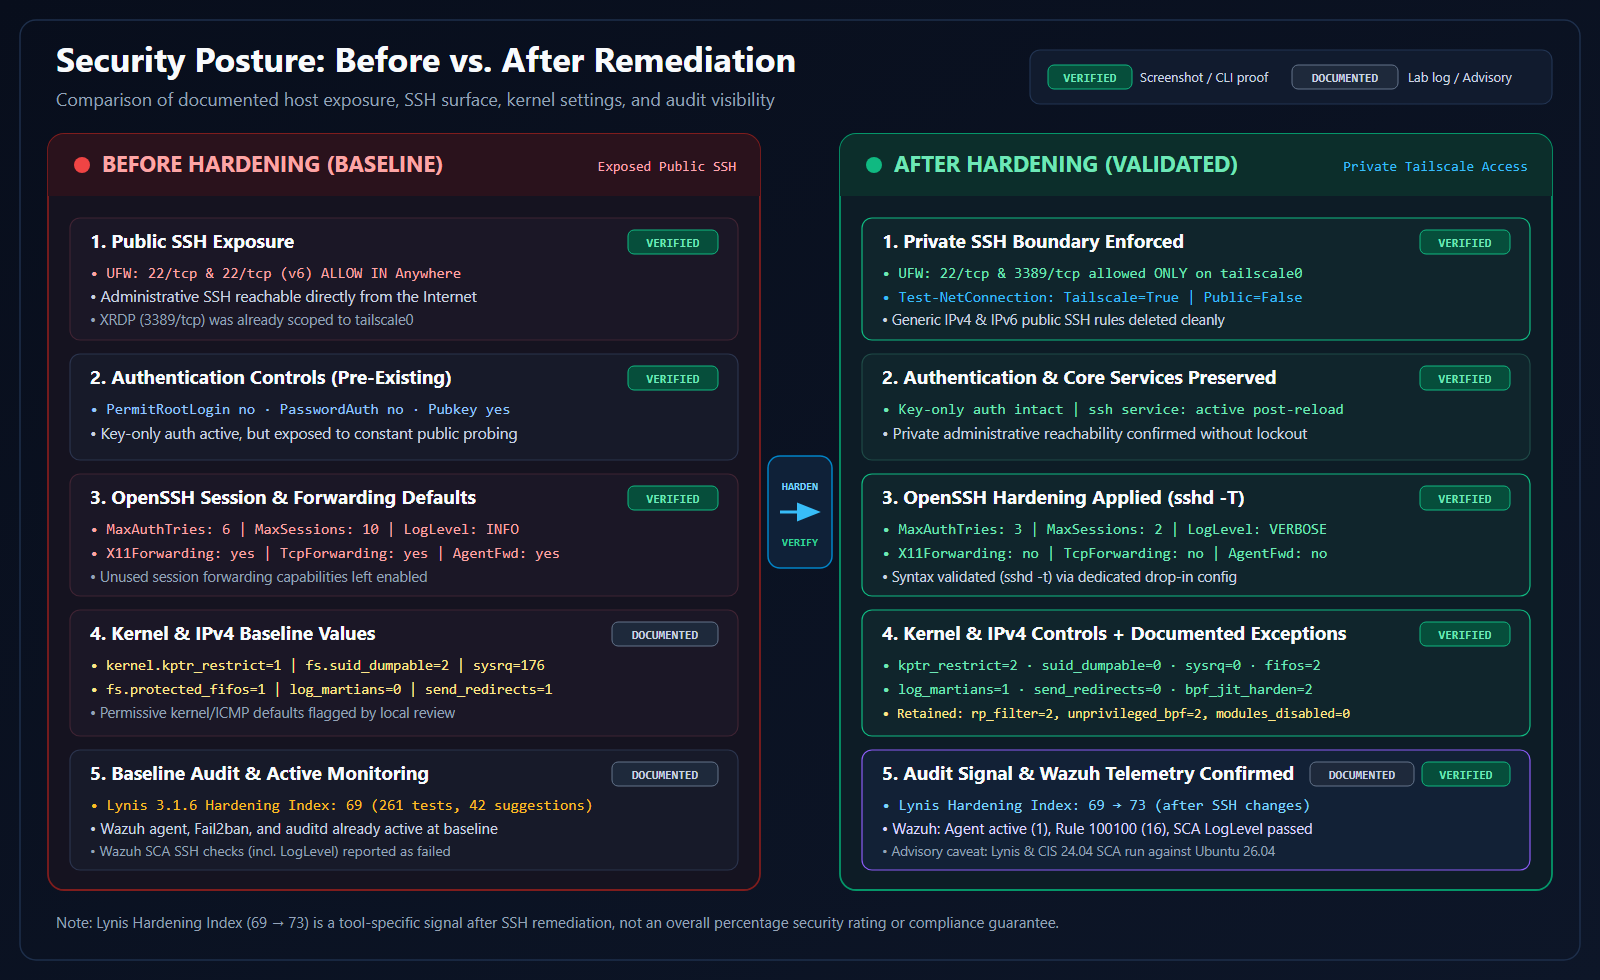 Security Posture: Before vs. After Remediation
Comparison of documented host exposure, SSH surface, kernel settings, and audit visibility
VERIFIED Screenshot / CLI proof DOCUMENTED Lab log / Advisory
BEFORE HARDENING (BASELINE) Exposed Public SSH
1. Public SSH Exposure VERIFIED
• UFW: 22/tcp & 22/tcp (v6) ALLOW IN Anywhere
• Administrative SSH reachable directly from the Internet
• XRDP (3389/tcp) was already scoped to tailscale0
2. Authentication Controls (Pre-Existing) VERIFIED
• PermitRootLogin no · PasswordAuth no · Pubkey yes
• Key-only auth active, but exposed to constant public probing
3. OpenSSH Session & Forwarding Defaults VERIFIED
• MaxAuthTries: 6 | MaxSessions: 10 | LogLevel: INFO
• X11Forwarding: yes | TcpForwarding: yes | AgentFwd: yes
• Unused session forwarding capabilities left enabled
4. Kernel & IPv4 Baseline Values DOCUMENTED
• kernel.kptr_restrict=1 | fs.suid_dumpable=2 | sysrq=176
• fs.protected_fifos=1 | log_martians=0 | send_redirects=1
• Permissive kernel/ICMP defaults flagged by local review
5. Baseline Audit & Active Monitoring DOCUMENTED
• Lynis 3.1.6 Hardening Index: 69 (261 tests, 42 suggestions)
• Wazuh agent, Fail2ban, and auditd already active at baseline
• Wazuh SCA SSH checks (incl. LogLevel) reported as failed
HARDEN
VERIFY
AFTER HARDENING (VALIDATED) Private Tailscale Access
1. Private SSH Boundary Enforced VERIFIED
• UFW: 22/tcp & 3389/tcp allowed ONLY on tailscale0
• Test-NetConnection: Tailscale=True | Public=False
• Generic IPv4 & IPv6 public SSH rules deleted cleanly
2. Authentication & Core Services Preserved VERIFIED
• Key-only auth intact | ssh service: active post-reload
• Private administrative reachability confirmed without lockout
3. OpenSSH Hardening Applied (sshd -T) VERIFIED
• MaxAuthTries: 3 | MaxSessions: 2 | LogLevel: VERBOSE
• X11Forwarding: no | TcpForwarding: no | AgentFwd: no
• Syntax validated (sshd -t) via dedicated drop-in config
4. Kernel & IPv4 Controls + Documented Exceptions VERIFIED
• kptr_restrict=2 · suid_dumpable=0 · sysrq=0 · fifos=2
• log_martians=1 · send_redirects=0 · bpf_jit_harden=2
• Retained: rp_filter=2, unprivileged_bpf=2, modules_disabled=0
5. Audit Signal & Wazuh Telemetry Confirmed DOCUMENTED VERIFIED
• Lynis Hardening Index: 69 → 73 (after SSH changes)
• Wazuh: Agent active (1), Rule 100100 (16), SCA LogLevel passed
• Advisory caveat: Lynis & CIS 24.04 SCA run against Ubuntu 26.04
Note: Lynis Hardening Index (69 → 73) is a tool-specific signal after SSH remediation, not an overall percentage security rating or compliance guarantee.